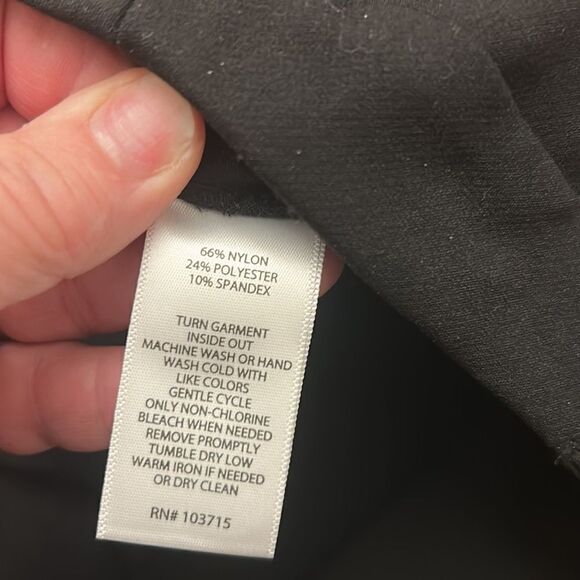 66% NYLON
24% POLYESTER
10% SPANDEX
TURN GARMENT
INSIDE OUT
MACHINE WASH OR HAND
WASH COLD WITH
LIKE COLORS
GENTLE CYCLE
ONLY NON-CHLORINE
BLEACH WHEN NEEDED
REMOVE PROMPTLY
TUMBLE DRY LOW
WARM IRON IF NEEDED
OR DRY CLEAN
RN# 103715